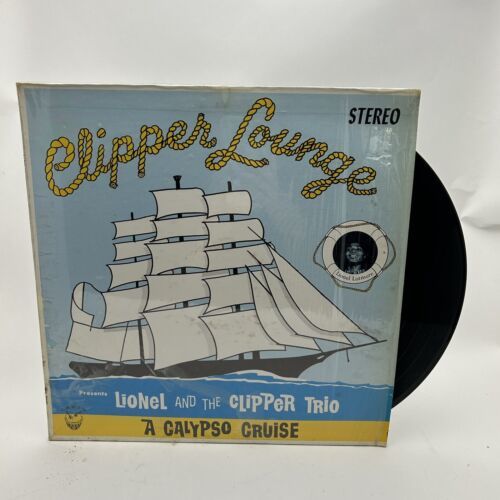 STEREO
Clipper Lounge
Presents LIONEL AND THE CLIPPER TRIO
A CALYPSO CRUISE